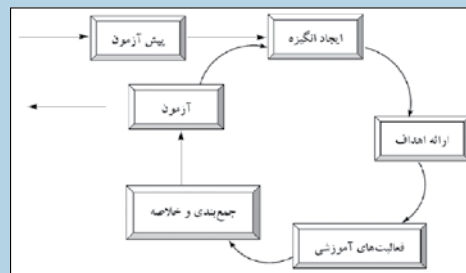 پیش آزمون
ایجاد انگیزه
آزمون
ارائه اهداف
جمع‌بندی و خلاصه
فعالیت‌های آموزشی